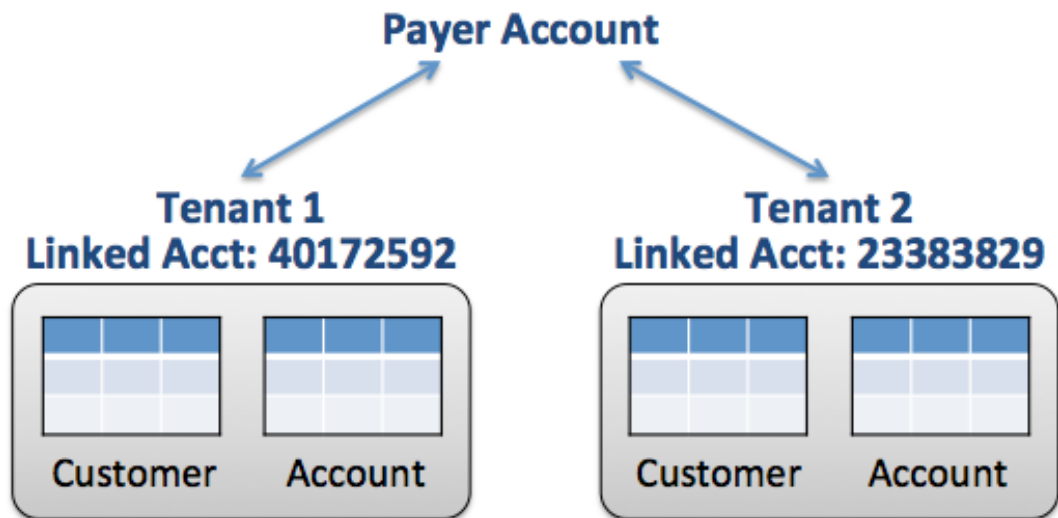 Payer Account
Tenant 1
Linked Acct: 40172592
Customer
Account
Tenant 2
Linked Acct: 23383829
Customer
Account